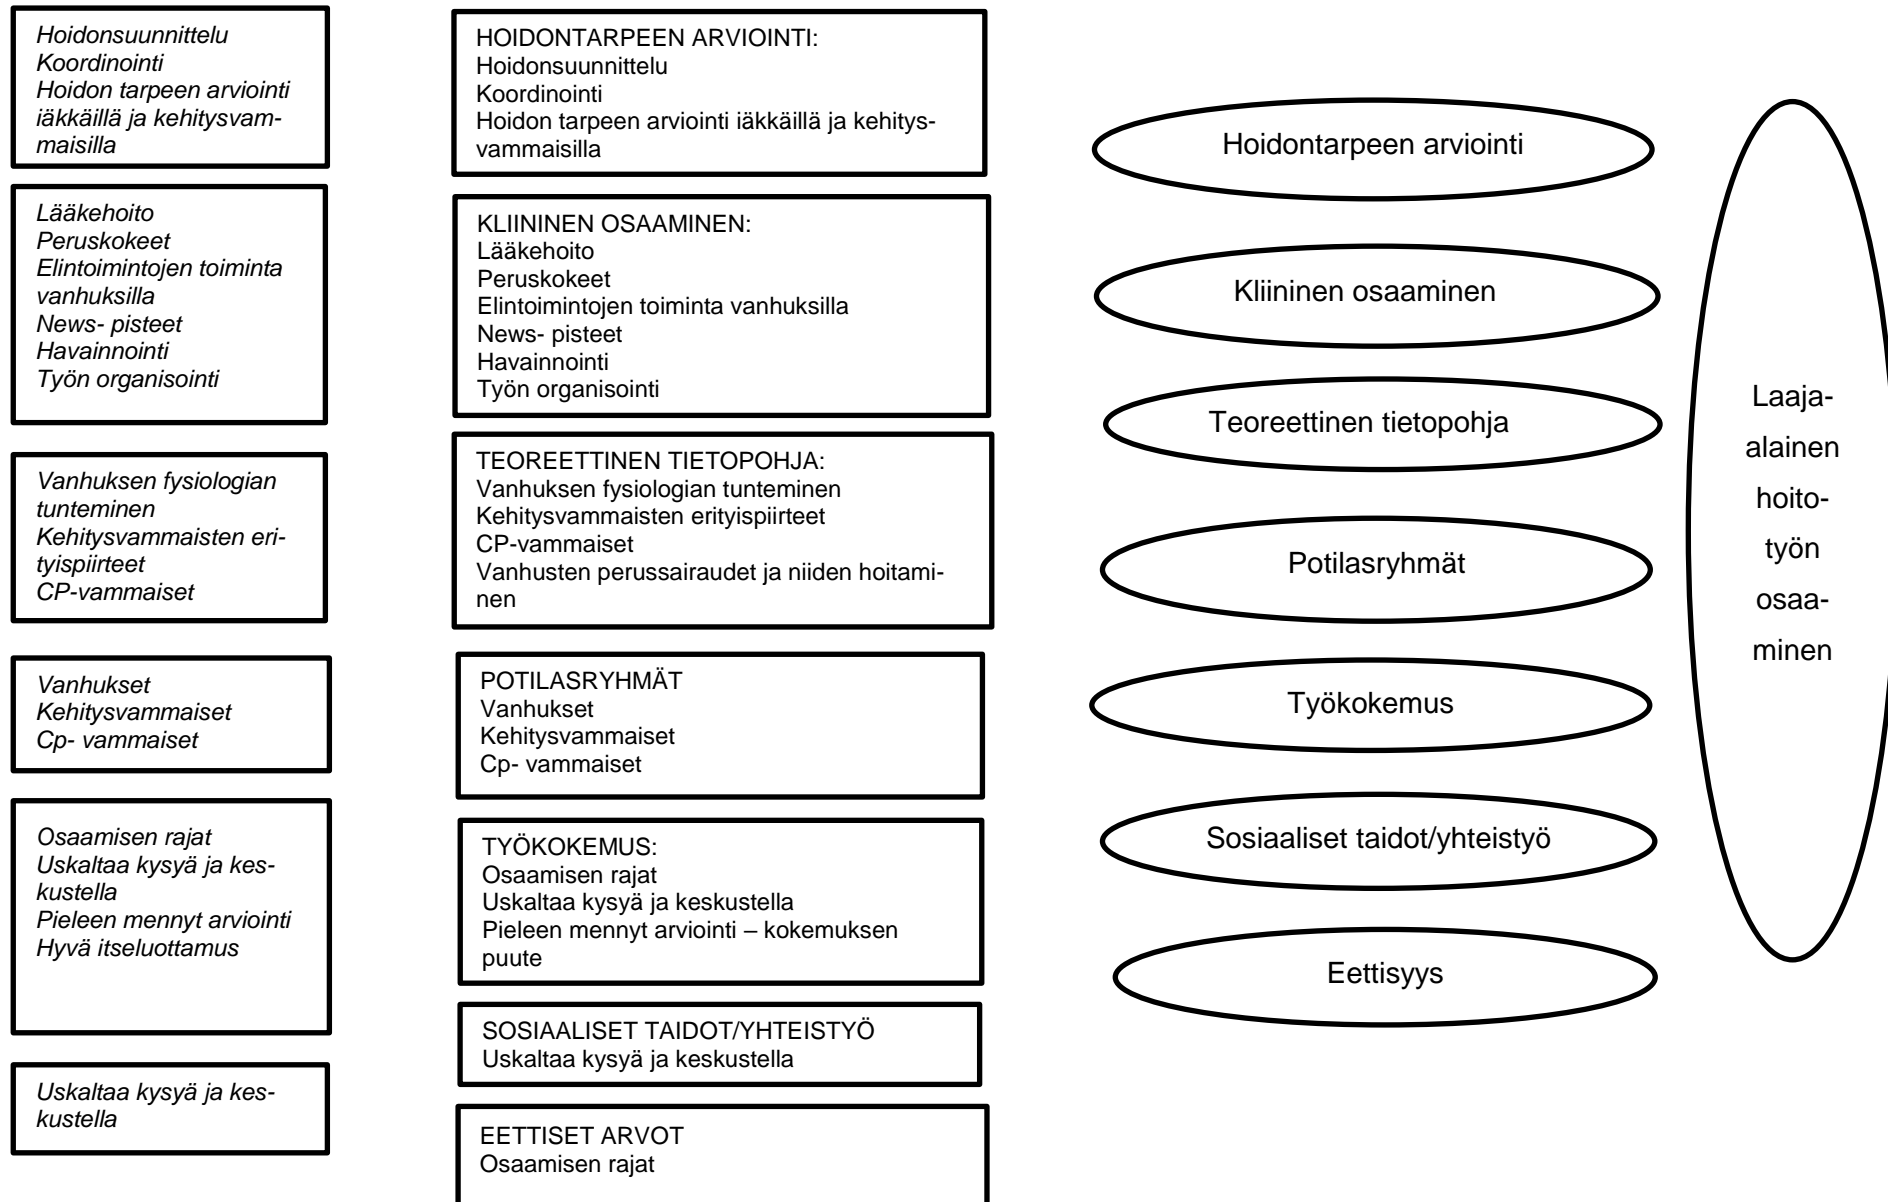 Hoidonsuunnittelu
Koordinointi
Hoidon tarpeen arviointi
iäkkäillä ja kehitysvam-
maisilla
Lääkehoito
Peruskokeet
Elintoimintojen toiminta
vanhuksilla
News- pisteet
Havainnointi
Työn organisointi
Vanhuksen fysiologian
tunteminen
Kehitysvammaisten eri-
tyispiirteet
CP-vammaiset
Vanhukset
Kehitysvammaiset
Cp- vammaiset
Osaamisen rajat
Uskaltaa kysyä ja kes-
kustella
Pieleen mennyt arviointi
Hyvä itseluottamus
Uskaltaa kysyä ja kes-
kustella
HOIDONTARPEEN ARVIOINTI:
Hoidonsuunnittelu
Koordinointi
Hoidon tarpeen arviointi iäkkäillä ja kehitys-
vammaisilla
KLIININEN OSAAMINEN:
Lääkehoito
Peruskokeet
Elintoimintojen toiminta vanhuksilla
News- pisteet
Havainnointi
Työn organisointi
TEOREETTINEN TIETOPOHJA:
Vanhuksen fysiologian tunteminen
Kehitysvammaisten erityispiirteet
CP-vammaiset
Vanhusten perussairaudet ja niiden hoitami-
nen
POTILASRYHMÄT
Vanhukset
Kehitysvammaiset
Cp- vammaiset
TYÖKOKEMUS:
Osaamisen rajat
Uskaltaa kysyä ja keskustella
Pieleen mennyt arviointi – kokemuksen
puute
SOSIAALISET TAIDOT/YHTEISTYÖ
Uskaltaa kysyä ja keskustella
EETTISET ARVOT
Osaamisen rajat
Hoidontarpeen arviointi
Kliininen osaaminen
Teoreettinen tietopohja
Potilasryhmät
Työkokemus
Sosiaaliset taidot/yhteistyö
Eettisyys
Laaja-
alainen
hoito-
työn
osaa-
minen